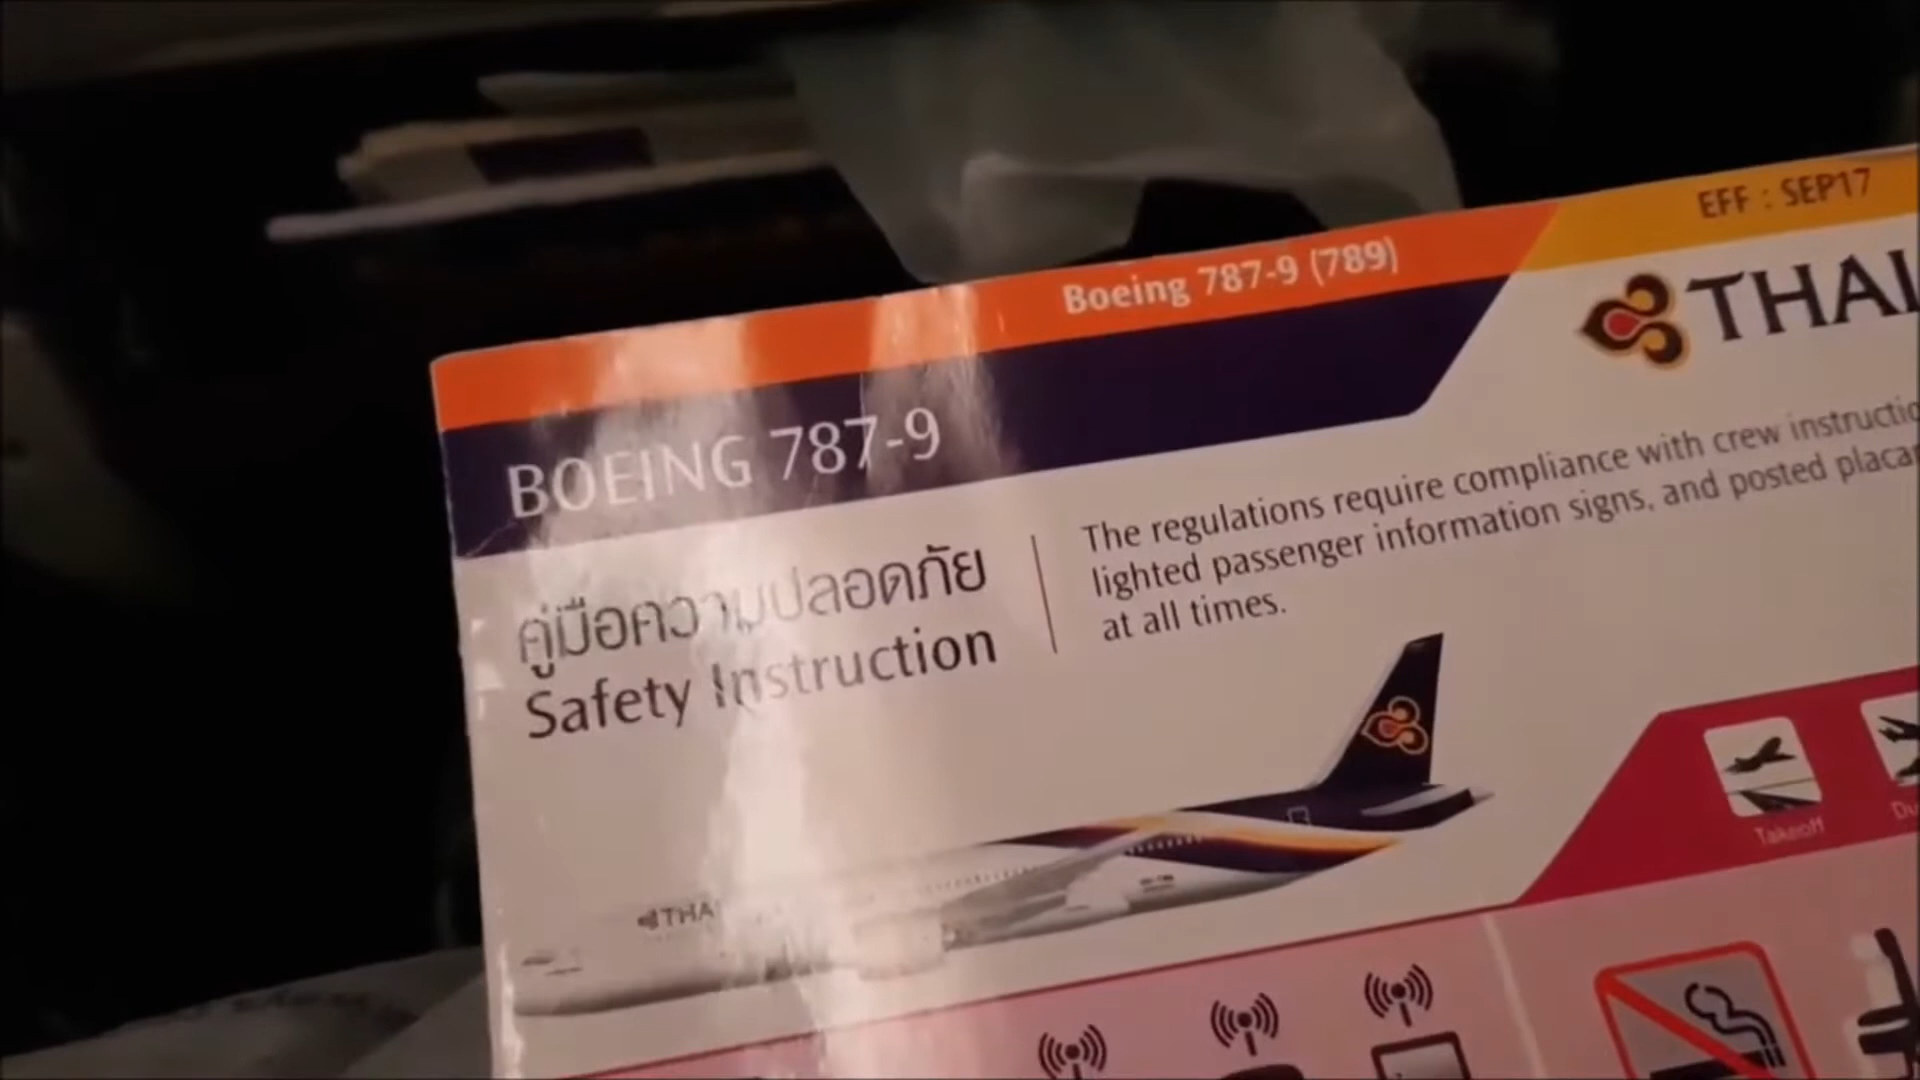 EFF : SEP17
Boeing 787-9 (789)
THAI
BOEING 787-9
คู่มือความปลอดภัย
Safety Instruction
The regulations require compliance with crew
lighted passenger information signs, and posted
at all times.
THAI
Takeoff